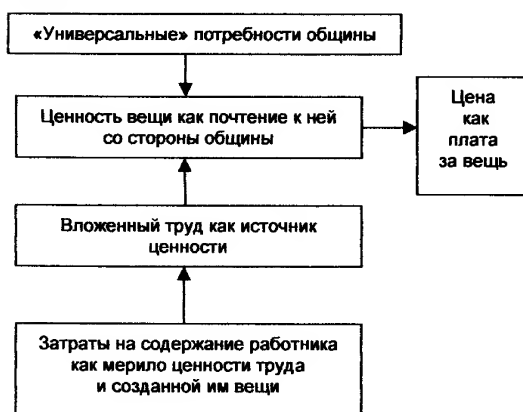 «Универсальные» потребности общины
Ценность вещи как почтение к ней
со стороны общины
Цена
как
плата
за вещь
Вложенный труд как источник
ценности
Затраты на содержание работника
как мерило ценности труда
и созданной им вещи